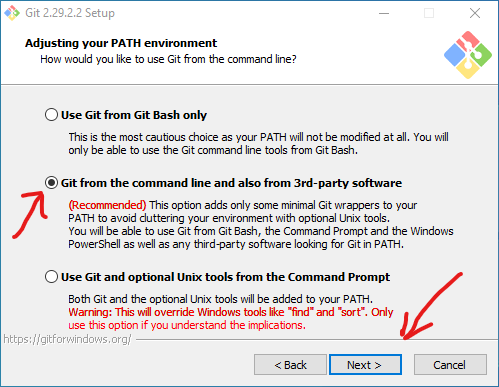 Git 2.29.2.2 Setup
Adjusting your PATH environment
How would you like to use Git from the command line?
Use Git from Git Bash only
This is the most cautious choice as your PATH will not be modified at all. You will
only be able to use the Git command line tools from Git Bash.
Git from the command line and also from 3rd-party software
(Recommended) This option adds only some minimal Git wrappers to your
PATH to avoid cluttering your environment with optional Unix tools.
You will be able to use Git from Git Bash, the Command Prompt and the Windows
PowerShell as well as any third-party software looking for Git in PATH.
Use Git and optional Unix tools from the Command Prompt
Both Git and the optional Unix tools will be added to your PATH.
Warning: This will override Windows tools like "find" and "sort". Only
use this option if you understand the implications.
https://gitforwindows.org/
< Back
Next >
Cancel